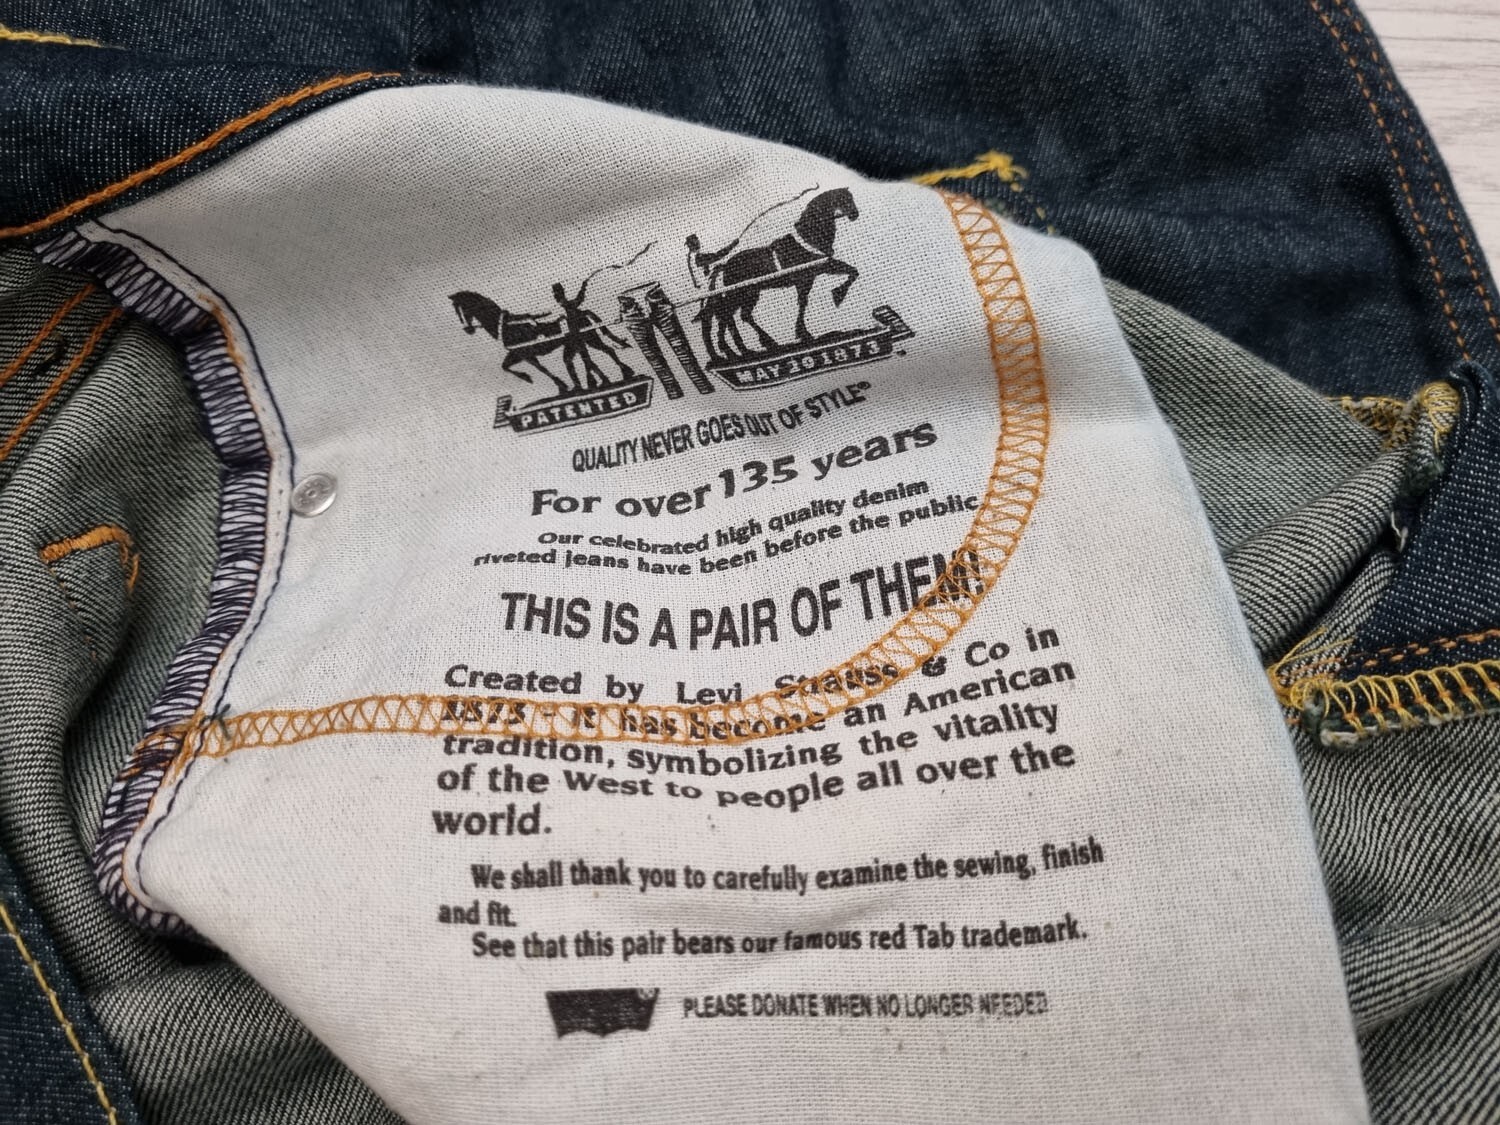 PATENTED
MAY 20 1873
QUALITY NEVER GOES OUT OF STYLE®
For over 135 years
Our celebrated high quality denim
riveted jeans have been before the public
THIS IS A PAIR OF THEM!
Created by Levi Strauss & Co in
1873 - it has become an American
tradition, symbolizing the vitality
of the West to people all over the
world.
We shall thank you to carefully examine the sewing, finish
and fit.
See that this pair bears our famous red Tab trademark.
PLEASE DONATE WHEN NO LONGER NEEDED